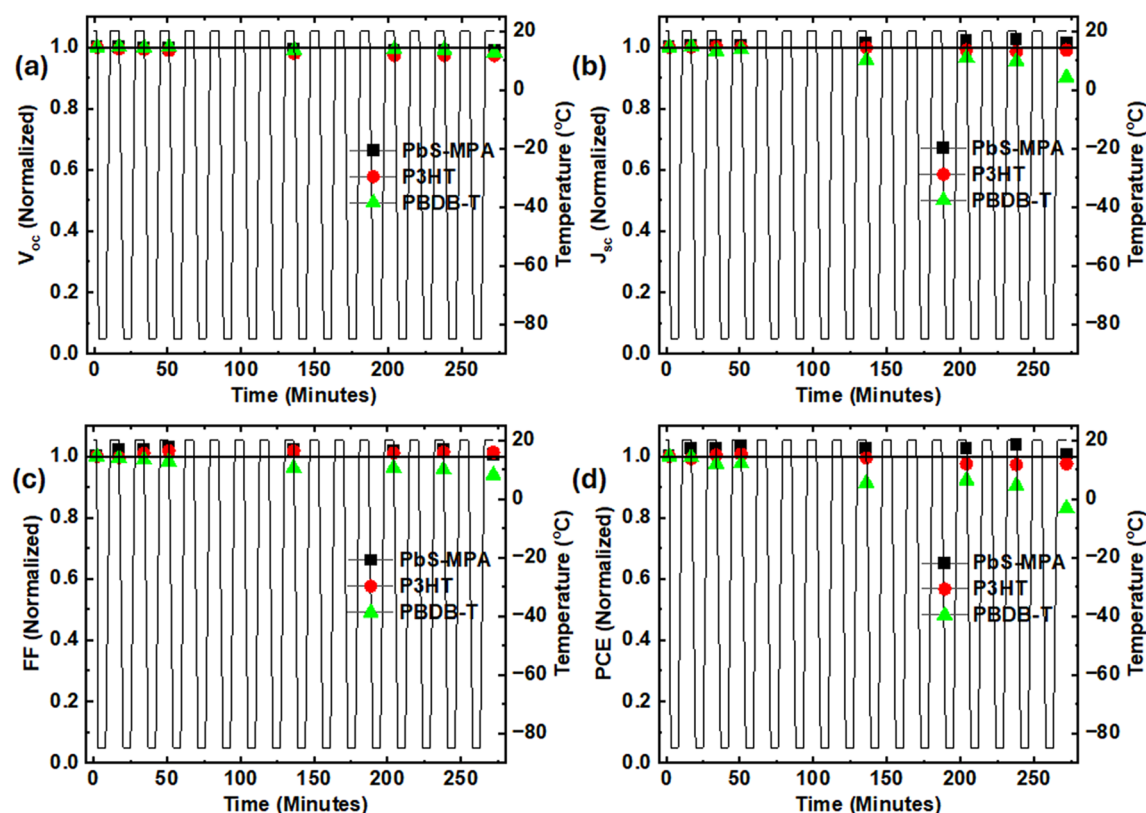 (a)
V_oc (Normalized)
1.0
0.8
0.6
0.4
0.2
0.0
0 50 100 150 200 250
Time (Minutes)
20
0
−20
−40
−60
−80
Temperature (°C)
PbS-MPA
P3HT
PBDB-T
(b)
J_sc (Normalized)
1.0
0.8
0.6
0.4
0.2
0.0
0 50 100 150 200 250
Time (Minutes)
20
0
−20
−40
−60
−80
Temperature (°C)
PbS-MPA
P3HT
PBDB-T
(c)
FF (Normalized)
1.0
0.8
0.6
0.4
0.2
0.0
0 50 100 150 200 250
Time (Minutes)
20
0
−20
−40
−60
−80
Temperature (°C)
PbS-MPA
P3HT
PBDB-T
(d)
PCE (Normalized)
1.0
0.8
0.6
0.4
0.2
0.0
0 50 100 150 200 250
Time (Minutes)
20
0
−20
−40
−60
−80
Temperature (°C)
PbS-MPA
P3HT
PBDB-T